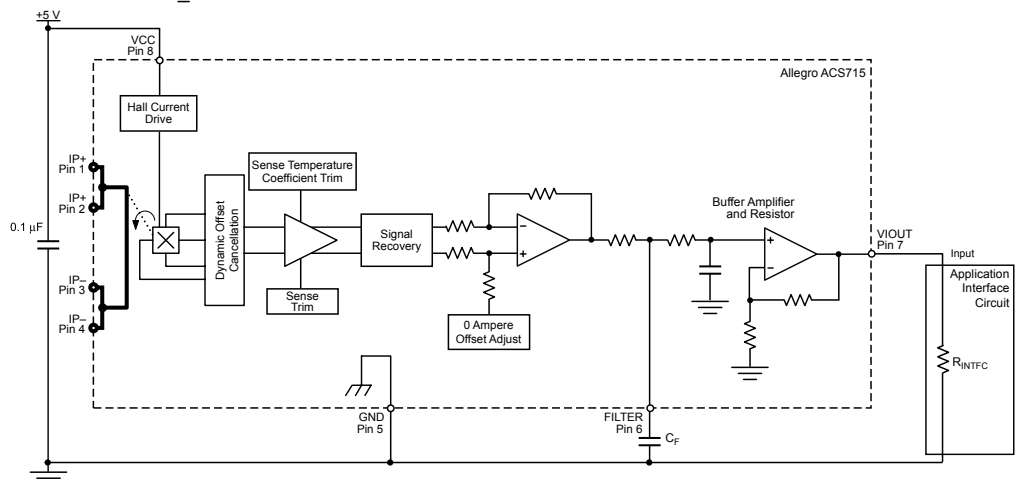 +5 V
VCC
Pin 8
Allegro ACS715
Hall Current
Drive
IP+
Pin 1
IP+
Pin 2
IP–
Pin 3
IP–
Pin 4
0.1 µF
Dynamic Offset
Cancellation
Sense Temperature
Coefficient Trim
Sense
Trim
Signal
Recovery
0 Ampere
Offset Adjust
Buffer Amplifier
and Resistor
VIOUT
Pin 7
Input
Application
Interface
Circuit
RINTFC
GND
Pin 5
FILTER
Pin 6
CF